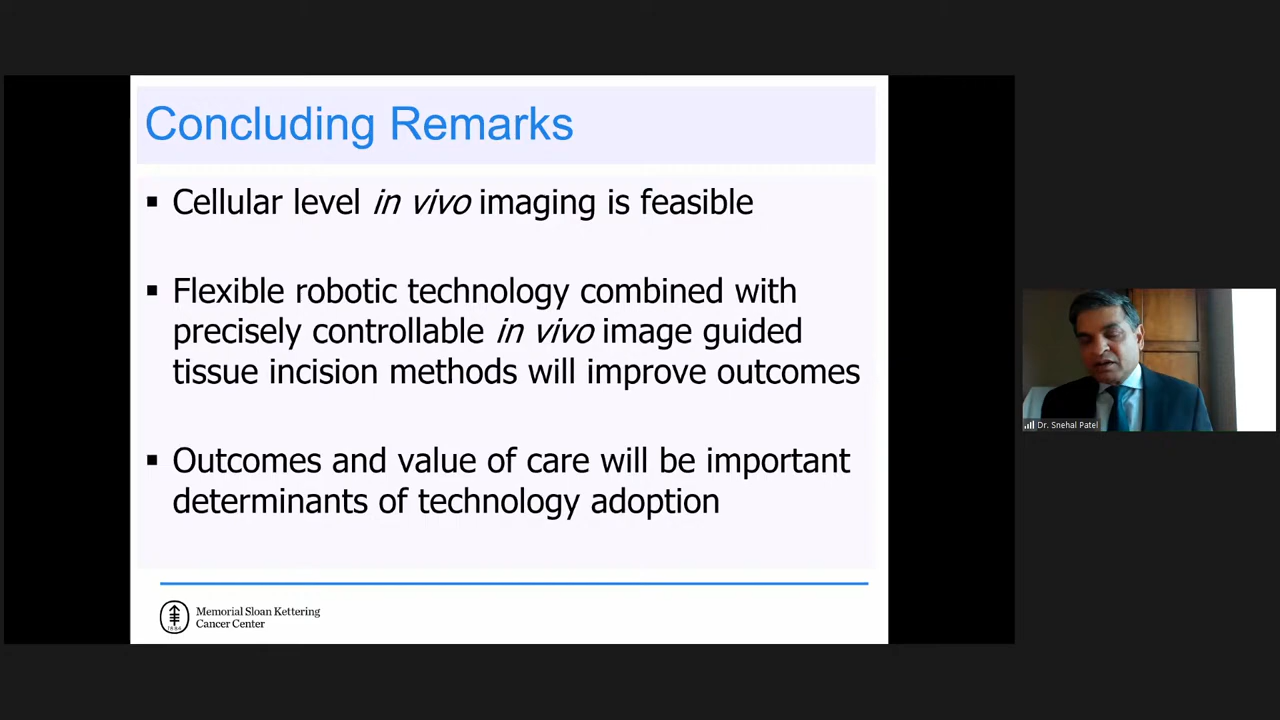 Concluding Remarks
▪ Cellular level in vivo imaging is feasible
▪ Flexible robotic technology combined with
precisely controllable in vivo image guided
tissue incision methods will improve outcomes
▪ Outcomes and value of care will be important
determinants of technology adoption
Memorial Sloan Kettering
Cancer Center
Dr. Snehal Patel